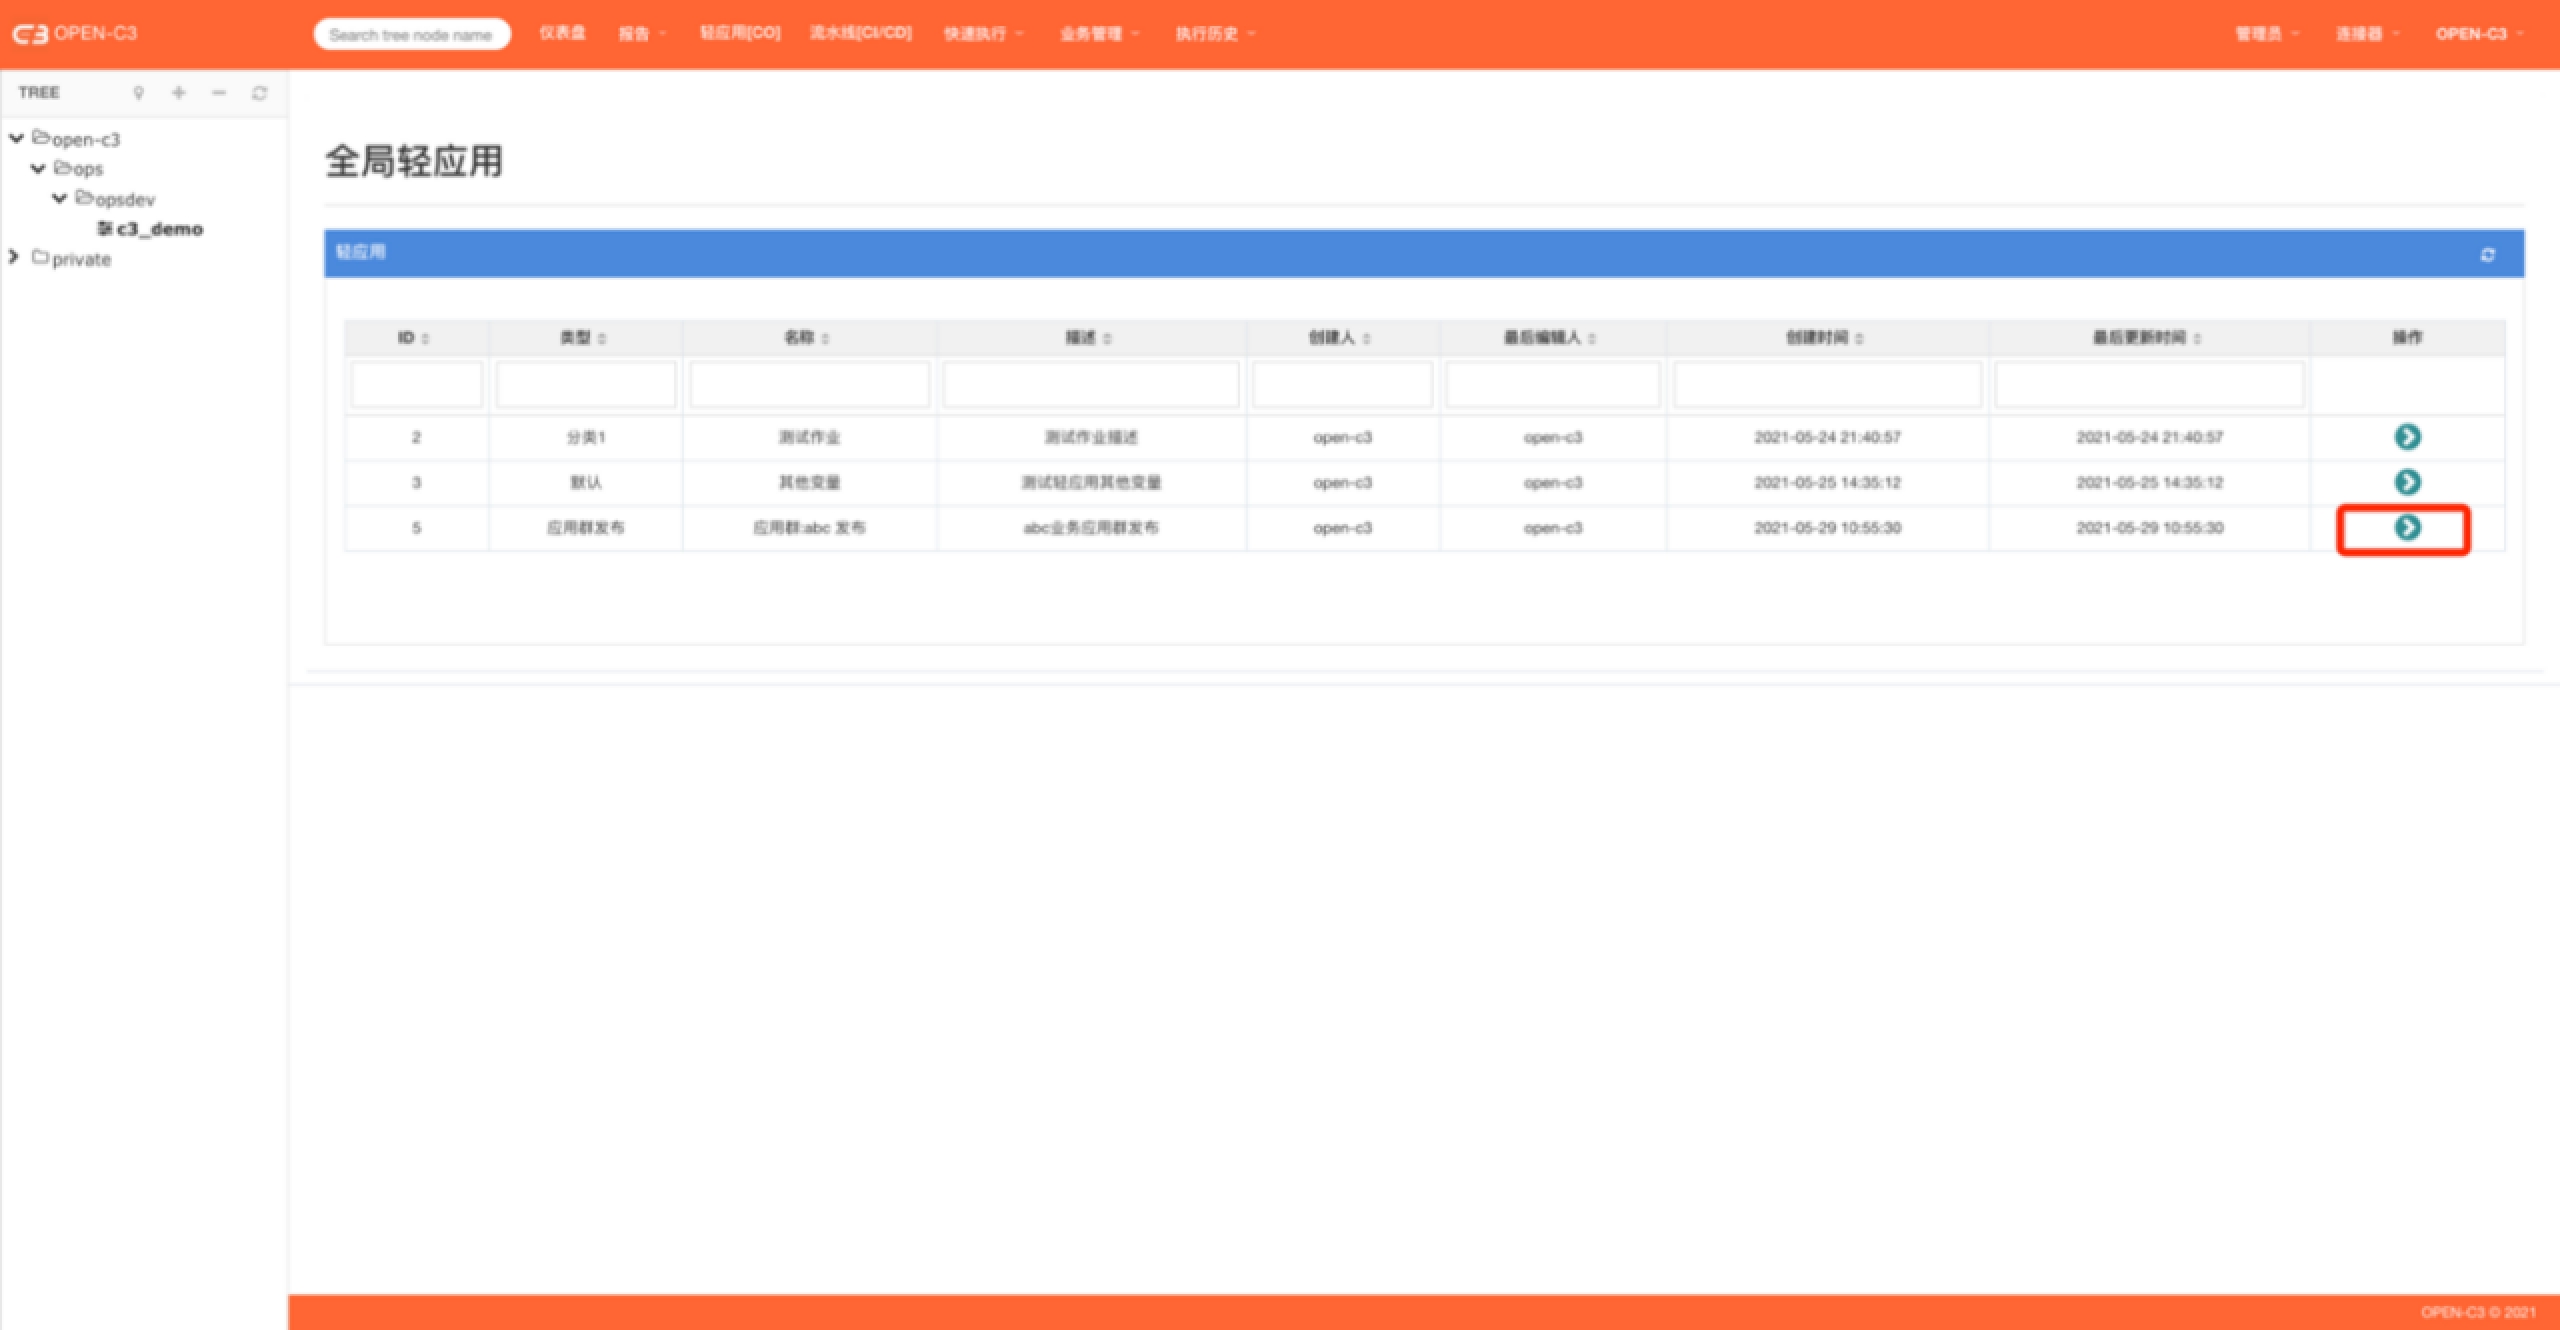 OPEN-C3 Search tree node name 仪表盘 报告 轻应用[CO] 流水线[CI/CD] 快速执行 业务管理 执行历史 管理员 连接器 OPEN-C3
TREE
open-c3
ops
opsdev
c3_demo
private
全局轻应用
轻应用
ID 类型 名称 描述 创建人 最后编辑人 创建时间 最后更新时间 操作
2 分类1 测试作业 测试作业描述 open-c3 open-c3 2021-05-24 21:40:57 2021-05-24 21:40:57
3 默认 其他变量 测试轻应用其他变量 open-c3 open-c3 2021-05-25 14:35:12 2021-05-25 14:35:12
5 应用群发布 应用群:abc 发布 abc业务应用群发布 open-c3 open-c3 2021-05-29 10:55:30 2021-05-29 10:55:30
OPEN-C3 © 2021